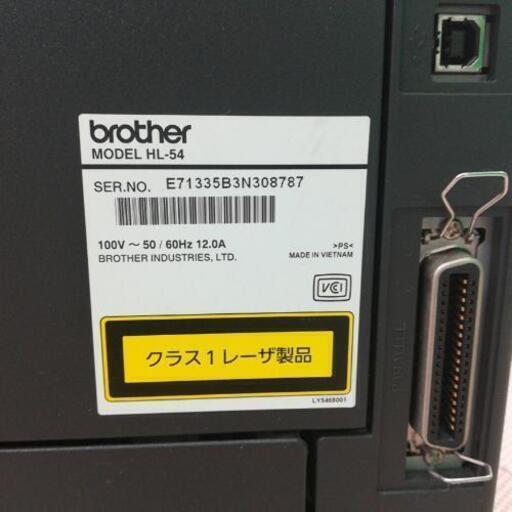 brother
MODEL HL-54
SER.NO. E71335B3N308787
100V ～ 50 / 60Hz 12.0A
BROTHER INDUSTRIES, LTD.
>PS<
MADE IN VIETNAM
VCI
クラス1レーザ製品
LY5468001
PARALLEL